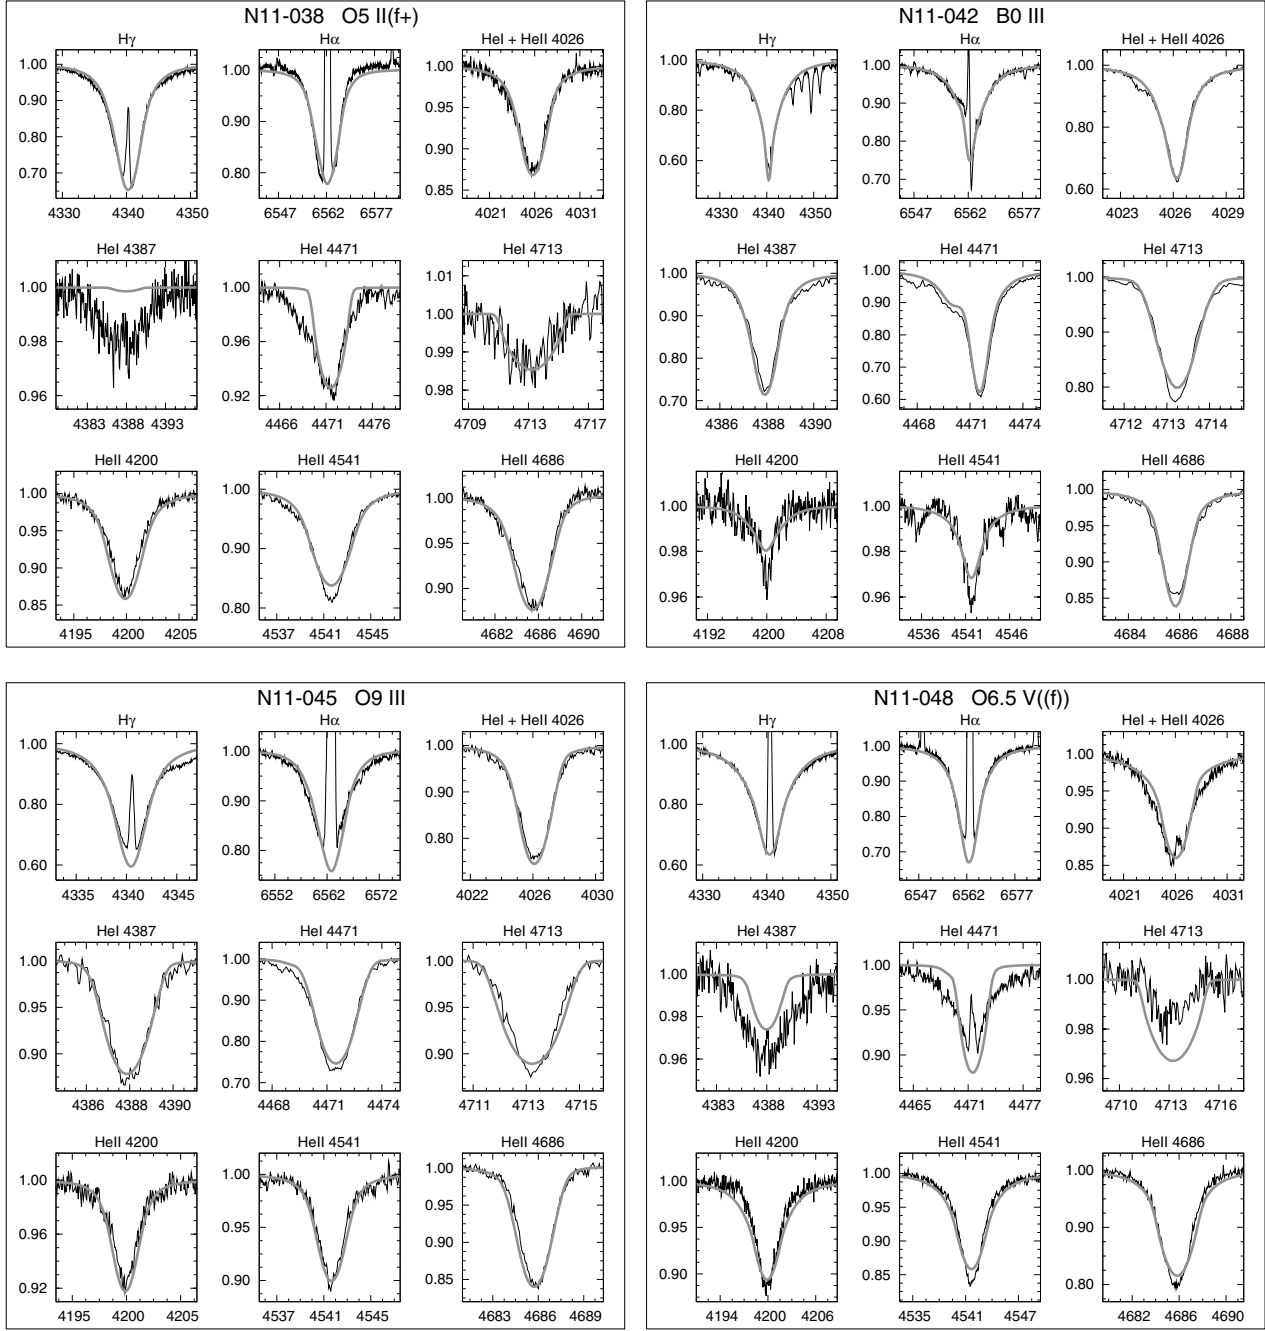 N11-038 O5 II(f+)
Hγ Hα HeI + HeII 4026
1.00 0.90 0.80 0.70
4330 4340 4350
1.00 0.90 0.80
6547 6562 6577
1.00 0.95 0.90 0.85
4021 4026 4031
HeI 4387 HeI 4471 HeI 4713
1.00 0.98 0.96
4383 4388 4393
1.00 0.96 0.92
4466 4471 4476
1.01 1.00 0.99 0.98
4709 4713 4717
HeII 4200 HeII 4541 HeII 4686
1.00 0.95 0.90 0.85
4195 4200 4205
1.00 0.90 0.80
4537 4541 4545
1.00 0.95 0.90
4682 4686 4690
N11-042 B0 III
Hγ Hα HeI + HeII 4026
1.00 0.80 0.60
4330 4340 4350
1.00 0.90 0.80 0.70
6547 6562 6577
1.00 0.90 0.80 0.70 0.60
4023 4026 4029
HeI 4387 HeI 4471 HeI 4713
1.00 0.90 0.80 0.70
4386 4388 4390
1.00 0.90 0.80 0.70 0.60
4468 4471 4474
1.00 0.90 0.80
4712 4713 4714
HeII 4200 HeII 4541 HeII 4686
1.00 0.98 0.96
4192 4200 4208
1.00 0.98 0.96
4536 4541 4546
1.00 0.95 0.90 0.85
4684 4686 4688
N11-045 O9 III
Hγ Hα HeI + HeII 4026
1.00 0.80 0.60
4335 4340 4345
1.00 0.90 0.80
6552 6562 6572
1.00 0.90 0.80
4022 4026 4030
HeI 4387 HeI 4471 HeI 4713
1.00 0.95 0.90
4386 4388 4390
1.00 0.90 0.80 0.70
4468 4471 4474
1.00 0.95 0.90
4711 4713 4715
HeII 4200 HeII 4541 HeII 4686
1.00 0.96 0.92
4195 4200 4205
1.00 0.95 0.90
4537 4541 4545
1.00 0.95 0.90 0.85
4683 4686 4689
N11-048 O6.5 V((f))
Hγ Hα HeI + HeII 4026
1.00 0.90 0.80 0.70 0.60
4330 4340 4350
1.00 0.90 0.80 0.70
6547 6562 6577
1.00 0.95 0.90 0.85
4021 4026 4031
HeI 4387 HeI 4471 HeI 4713
1.00 0.98 0.96
4383 4388 4393
1.00 0.95 0.90
4465 4471 4477
1.00 0.98 0.96
4710 4713 4716
HeII 4200 HeII 4541 HeII 4686
1.00 0.95 0.90
4194 4200 4206
1.00 0.95 0.90 0.85
4535 4541 4547
1.00 0.90 0.80
4682 4686 4690